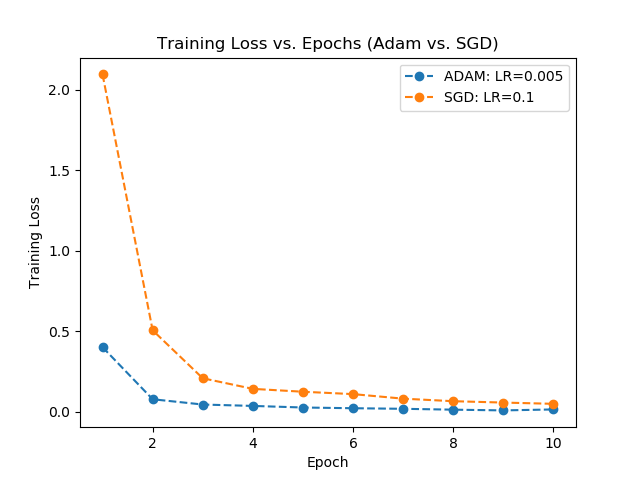 Training Loss vs. Epochs (Adam vs. SGD)
ADAM: LR=0.005
SGD: LR=0.1
Training Loss
2.0
1.5
1.0
0.5
0.0
2 4 6 8 10
Epoch